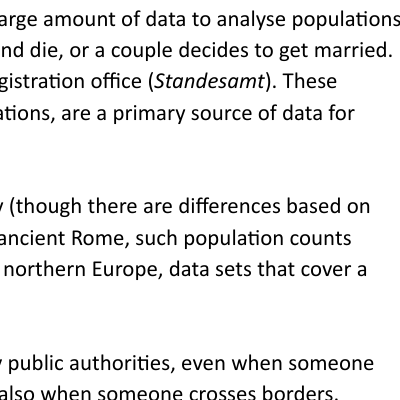 arge amount of data to analyse populations
nd die, or a couple decides to get married.
gistration office (Standesamt). These
ations, are a primary source of data for
y (though there are differences based on
ancient Rome, such population counts
northern Europe, data sets that cover a
y public authorities, even when someone
also when someone crosses borders.